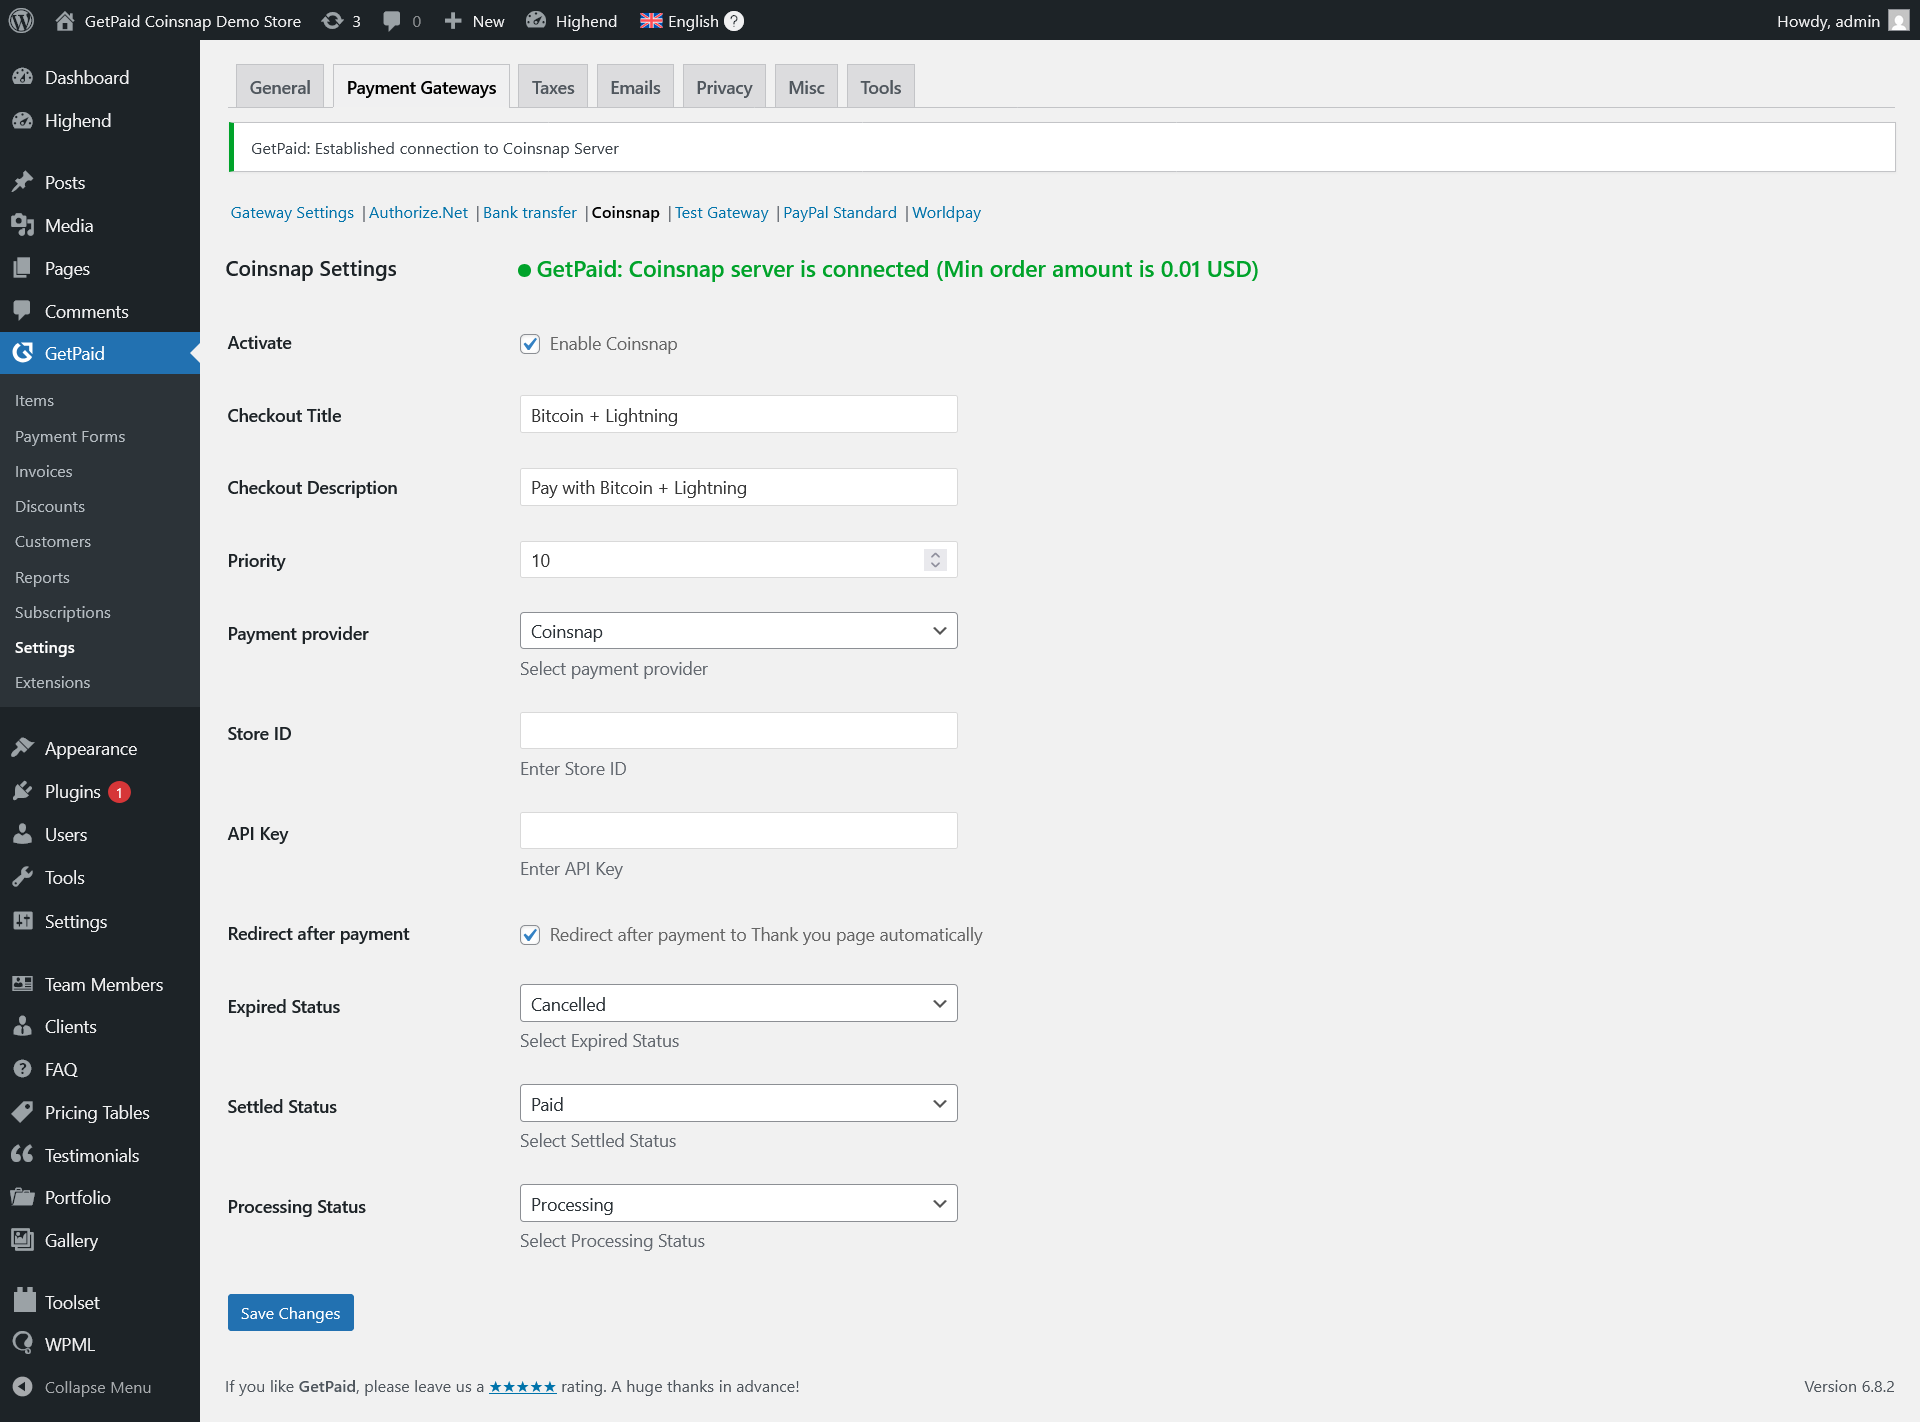 GetPaid Coinsnap Demo Store 3 0 New Highend English ? Howdy, admin
Dashboard
Highend
Posts
Media
Pages
Comments
GetPaid
Items
Payment Forms
Invoices
Discounts
Customers
Reports
Subscriptions
Settings
Extensions
Appearance
Plugins 1
Users
Tools
Settings
Team Members
Clients
FAQ
Pricing Tables
Testimonials
Portfolio
Gallery
Toolset
WPML
Collapse Menu
General Payment Gateways Taxes Emails Privacy Misc Tools
GetPaid: Established connection to Coinsnap Server
Gateway Settings | Authorize.Net | Bank transfer | Coinsnap | Test Gateway | PayPal Standard | Worldpay
Coinsnap Settings GetPaid: Coinsnap server is connected (Min order amount is 0.01 USD)
Activate Enable Coinsnap
Checkout Title Bitcoin + Lightning
Checkout Description Pay with Bitcoin + Lightning
Priority 10
Payment provider Coinsnap
Select payment provider
Store ID
Enter Store ID
API Key
Enter API Key
Redirect after payment Redirect after payment to Thank you page automatically
Expired Status Cancelled
Select Expired Status
Settled Status Paid
Select Settled Status
Processing Status Processing
Select Processing Status
Save Changes
If you like GetPaid, please leave us a ★★★★★ rating. A huge thanks in advance! Version 6.8.2